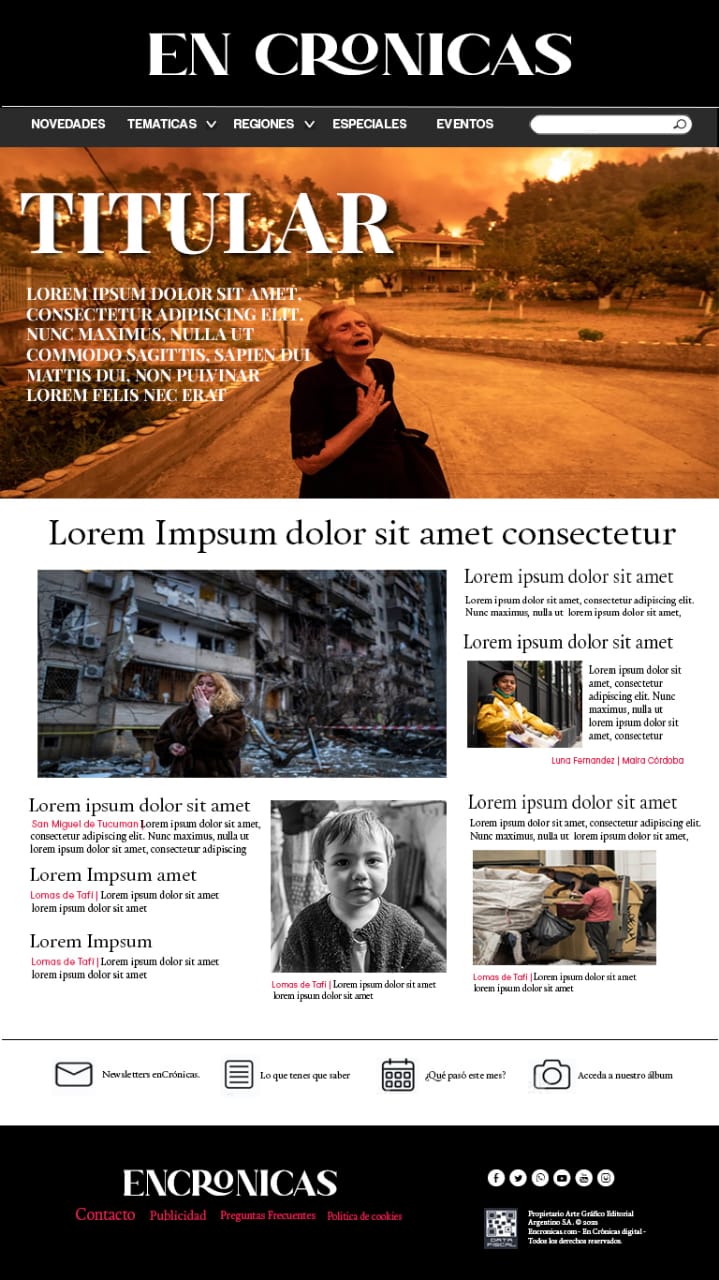 EN CRONICAS
NOVEDADES TEMATICAS REGIONES ESPECIALES EVENTOS
TITULAR
LOREM IPSUM DOLOR SIT AMET,
CONSECTETUR ADIPISCING ELIT.
NUNC MAXIMUS, NULLA UT
COMMODO SAGITTIS, SAPIEN DUI
MATTIS DUI, NON PULVINAR
LOREM FELIS NEC ERAT
Lorem Impsum dolor sit amet consectetur
Lorem ipsum dolor sit amet
Lorem ipsum dolor sit amet, consectetur adipiscing elit.
Nunc maximus, nulla ut lorem ipsum dolor sit amet,
Lorem ipsum dolor sit amet
Lorem ipsum dolor sit
amet, consectetur
adipiscing elit. Nunc
maximus, nulla ut
lorem ipsum dolor sit
amet, consectetur
Luna Fernandez | Maira Córdoba
Lorem ipsum dolor sit amet
San Miguel de Tucuman |Lorem ipsum dolor sit amet,
consectetur adipiscing elit. Nunc maximus, nulla ut
lorem ipsum dolor sit amet, consectetur adipiscing
Lorem Impsum amet
Lomas de Tafí | Lorem ipsum dolor sit amet
lorem ipsum dolor sit amet
Lorem Impsum
Lomas de Tafí | Lorem ipsum dolor sit amet
lorem ipsum dolor sit amet
Lomas de Tafí | Lorem ipsum dolor sit amet
lorem ipsum dolor sit amet
Lorem ipsum dolor sit amet
Lorem ipsum dolor sit amet, consectetur adipiscing elit.
Nunc maximus, nulla ut lorem ipsum dolor sit amet,
Lomas de Tafí | Lorem ipsum dolor sit amet
lorem ipsum dolor sit amet
Newsletters enCrónicas.
Lo que tenes que saber
¿Qué pasó este mes?
Acceda a nuestro álbum
ENCRONICAS
Contacto Publicidad Preguntas Frecuentes Política de cookies
DATA
FISCAL
Propietario Arte Gráfico Editorial
Argentino S.A. © 2021
Encronicas.com - En Crónicas digital -
Todos los derechos reservados.